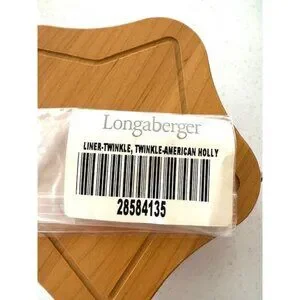 Longaberger
LINER-TWINKLE, TWINKLE-AMERICAN HOLLY
28584135